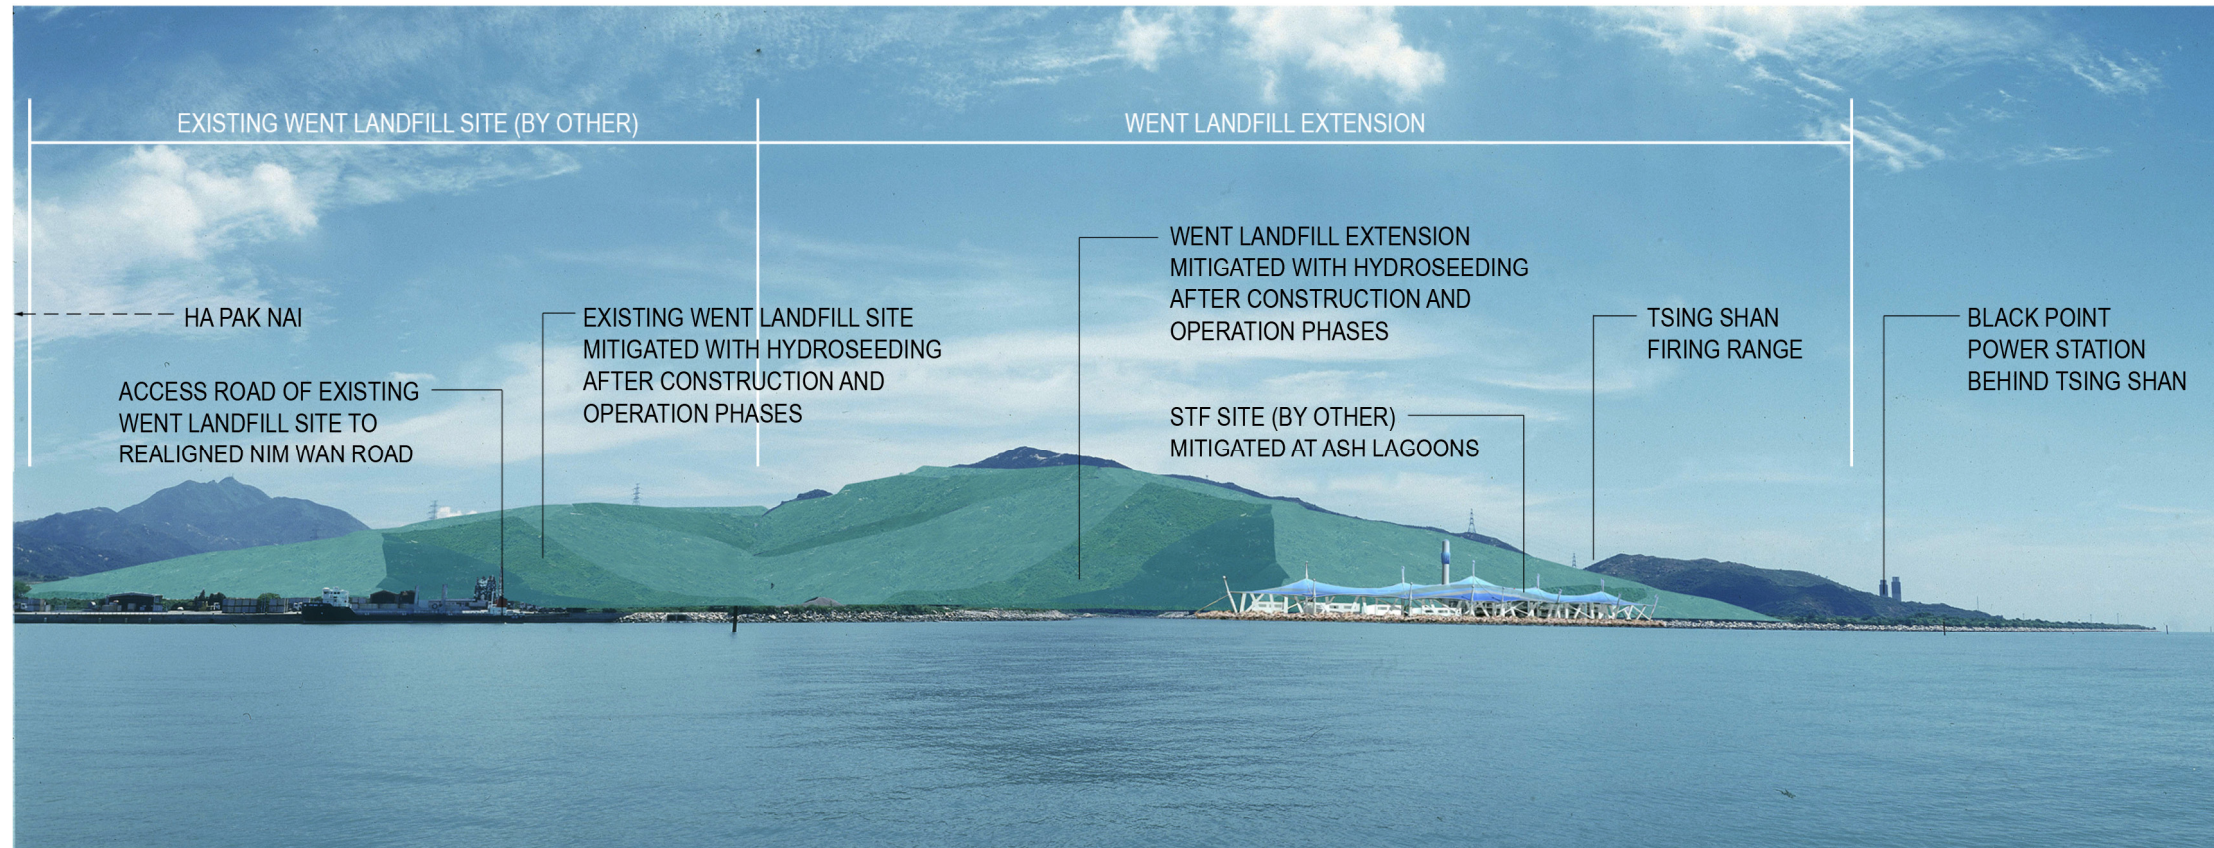 EXISTING WENT LANDFILL SITE (BY OTHER)
WENT LANDFILL EXTENSION
HA PAK NAI
ACCESS ROAD OF EXISTING
WENT LANDFILL SITE TO
REALIGNED NIM WAN ROAD
EXISTING WENT LANDFILL SITE
MITIGATED WITH HYDROSEEDING
AFTER CONSTRUCTION AND
OPERATION PHASES
WENT LANDFILL EXTENSION
MITIGATED WITH HYDROSEEDING
AFTER CONSTRUCTION AND
OPERATION PHASES
STF SITE (BY OTHER)
MITIGATED AT ASH LAGOONS
TSING SHAN
FIRING RANGE
BLACK POINT
POWER STATION
BEHIND TSING SHAN